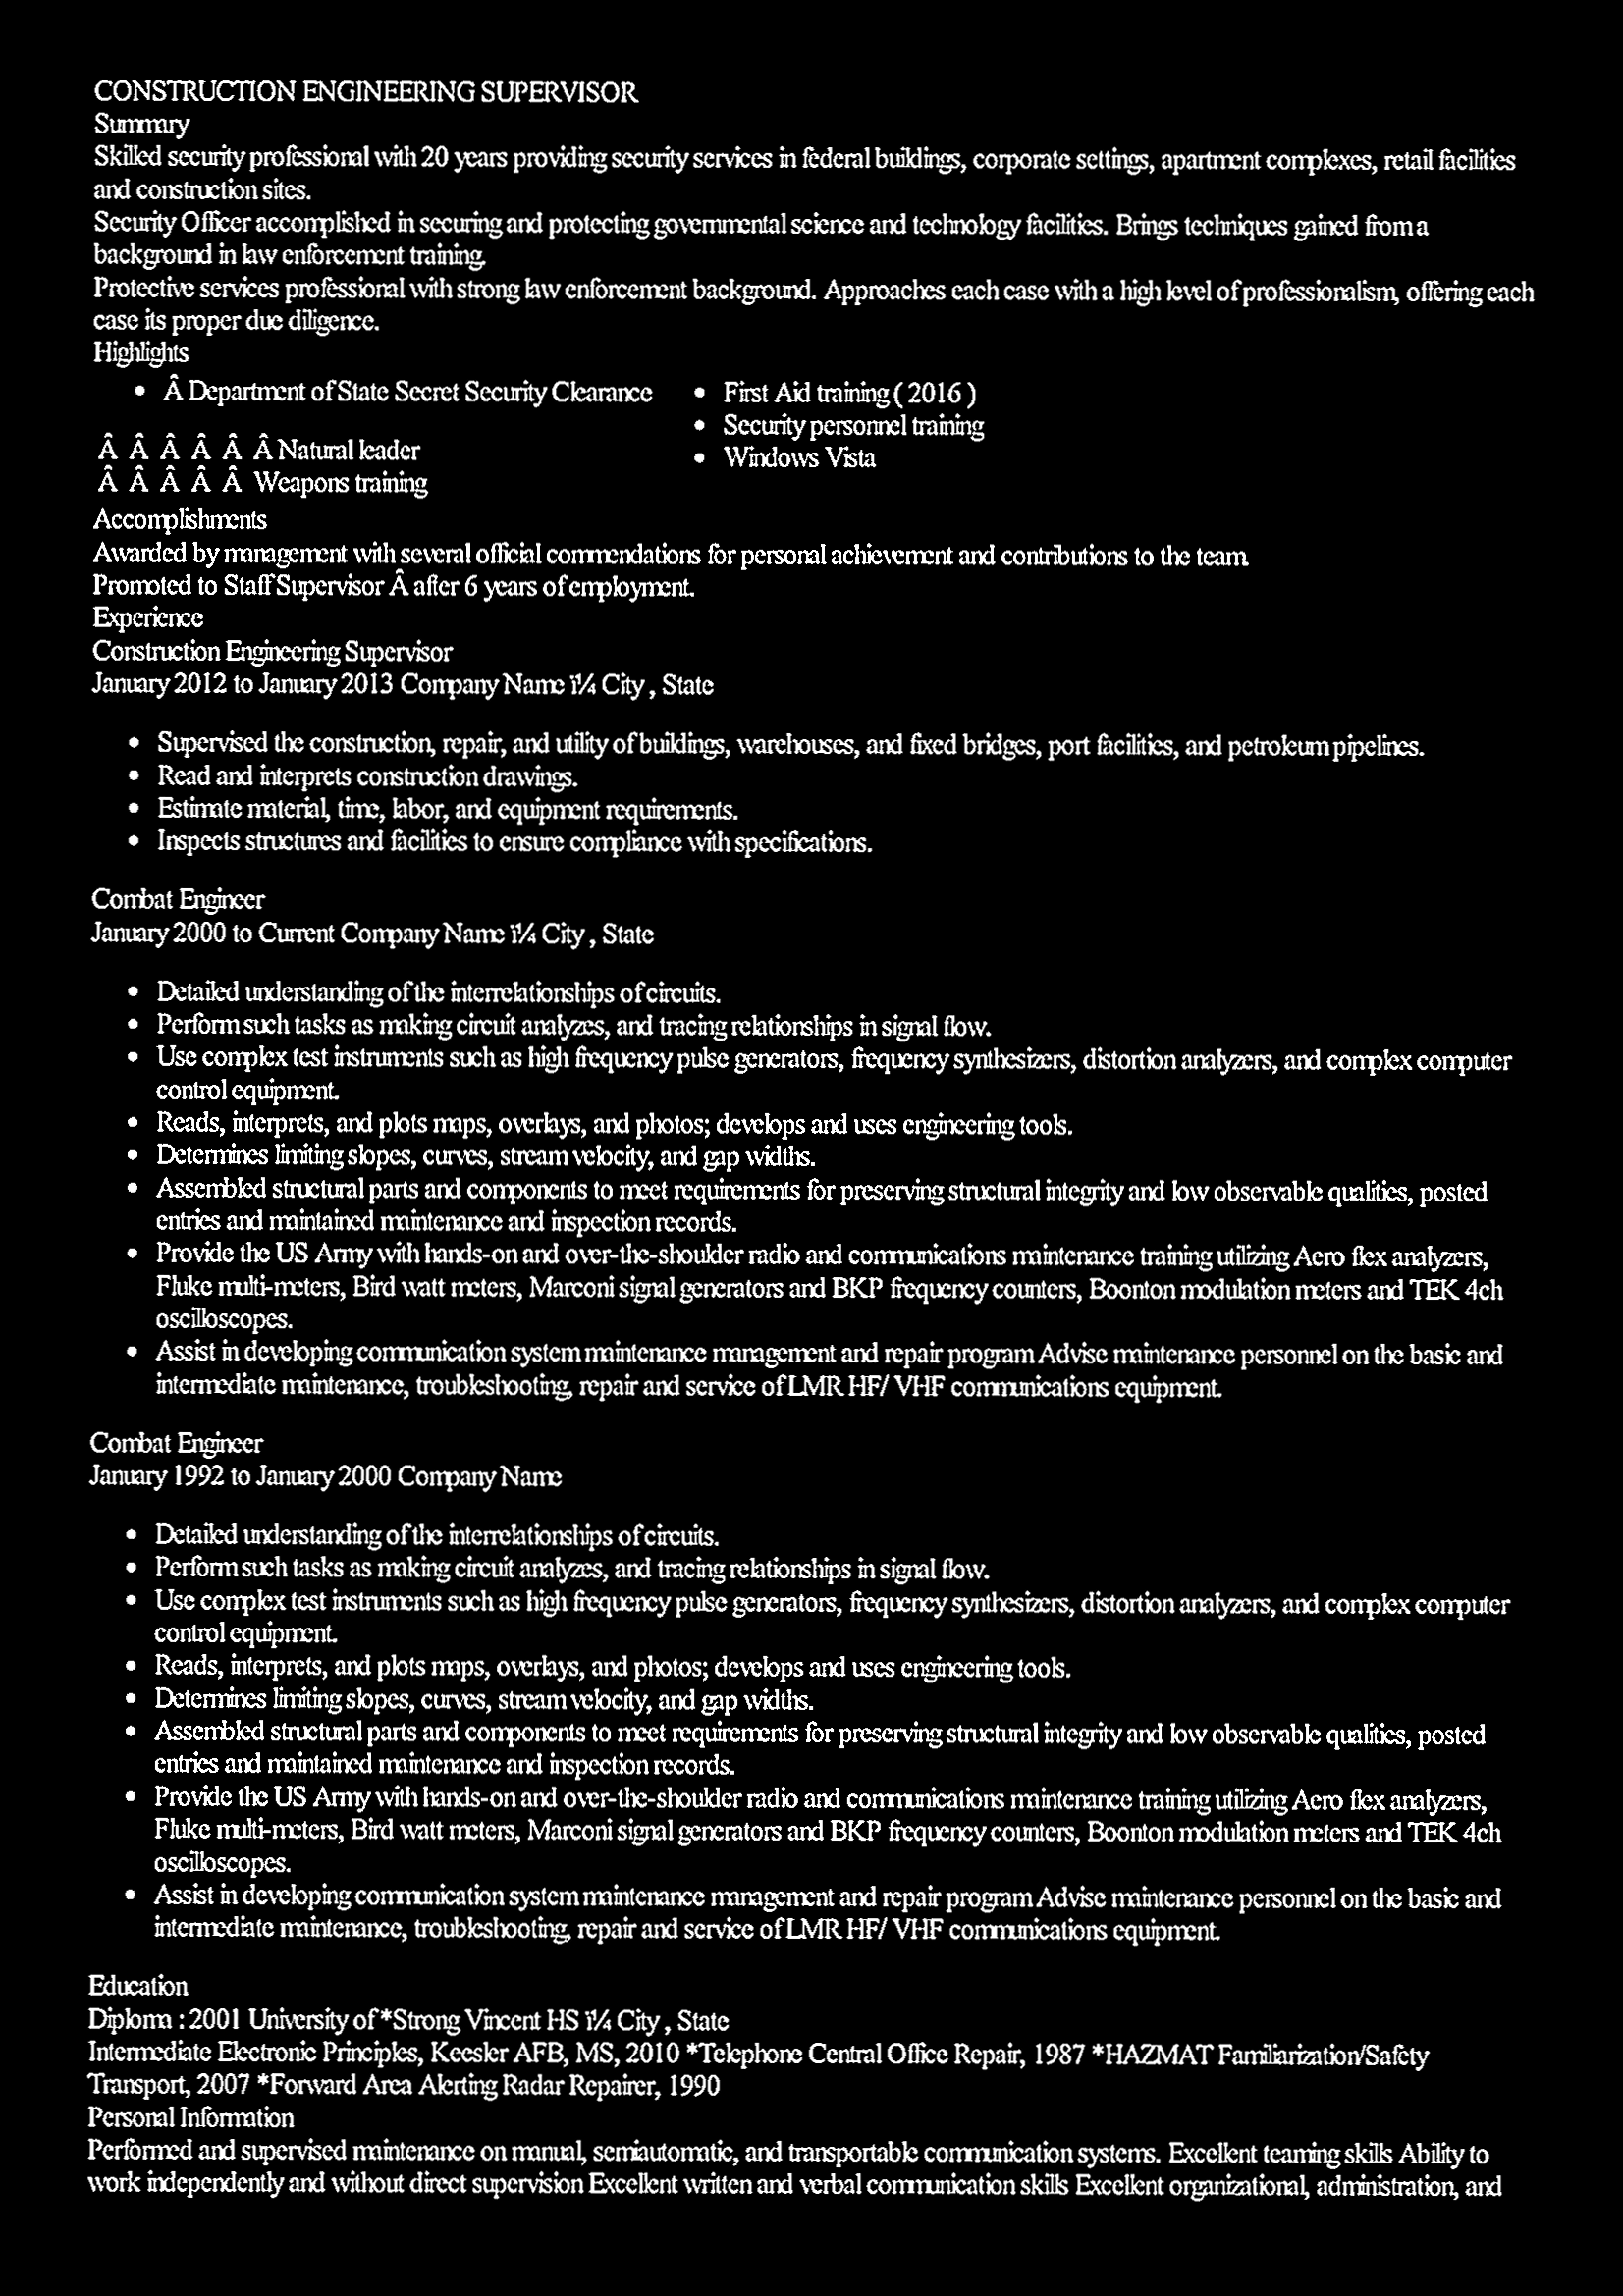 CONSTRUCTION ENGINEERING SUPERVISOR
Summary
Skilled security professional with 20 years providing security services in federal buildings, corporate settings, apartment complexes, retail facilities
and construction sites.
Security Officer accomplished in securing and protecting governmental science and technology facilities. Brings techniques gained from a
background in law enforcement training.
Protective services professional with strong law enforcement background. Approaches each case with a high level of professionalism, offering each
case its proper due diligence.
Highlights
• Â Department of State Secret Security Clearance
Â Â Â Â Â Â Natural leader
Â Â Â Â Â Weapons training
• First Aid training ( 2016 )
• Security personnel training
• Windows Vista
Accomplishments
Awarded by management with several official commendations for personal achievement and contributions to the team.
Promoted to Staff Supervisor Â after 6 years of employment.
Experience
Construction Engineering Supervisor
January 2012 to January 2013 Company Name ï¼ City , State
• Supervised the construction, repair, and utility of buildings, warehouses, and fixed bridges, port facilities, and petroleum pipelines.
• Read and interprets construction drawings.
• Estimate material, time, labor, and equipment requirements.
• Inspects structures and facilities to ensure compliance with specifications.
Combat Engineer
January 2000 to Current Company Name ï¼ City , State
• Detailed understanding of the interrelationships of circuits.
• Perform such tasks as making circuit analyzes, and tracing relationships in signal flow.
• Use complex test instruments such as high frequency pulse generators, frequency synthesizers, distortion analyzers, and complex computer
control equipment.
• Reads, interprets, and plots maps, overlays, and photos; develops and uses engineering tools.
• Determines limiting slopes, curves, stream velocity, and gap widths.
• Assembled structural parts and components to meet requirements for preserving structural integrity and low observable qualities, posted
entries and maintained maintenance and inspection records.
• Provide the US Army with hands-on and over-the-shoulder radio and communications maintenance training utilizing Aero flex analyzers,
Fluke multi-meters, Bird watt meters, Marconi signal generators and BKP frequency counters, Boonton modulation meters and TEK 4ch
oscilloscopes.
• Assist in developing communication system maintenance management and repair program Advise maintenance personnel on the basic and
intermediate maintenance, troubleshooting, repair and service of LMR HF/ VHF communications equipment.
Combat Engineer
January 1992 to January 2000 Company Name
• Detailed understanding of the interrelationships of circuits.
• Perform such tasks as making circuit analyzes, and tracing relationships in signal flow.
• Use complex test instruments such as high frequency pulse generators, frequency synthesizers, distortion analyzers, and complex computer
control equipment.
• Reads, interprets, and plots maps, overlays, and photos; develops and uses engineering tools.
• Determines limiting slopes, curves, stream velocity, and gap widths.
• Assembled structural parts and components to meet requirements for preserving structural integrity and low observable qualities, posted
entries and maintained maintenance and inspection records.
• Provide the US Army with hands-on and over-the-shoulder radio and communications maintenance training utilizing Aero flex analyzers,
Fluke multi-meters, Bird watt meters, Marconi signal generators and BKP frequency counters, Boonton modulation meters and TEK 4ch
oscilloscopes.
• Assist in developing communication system maintenance management and repair program Advise maintenance personnel on the basic and
intermediate maintenance, troubleshooting, repair and service of LMR HF/ VHF communications equipment.
Education
Diploma : 2001 University of *Strong Vincent HS ï¼ City , State
Intermediate Electronic Principles, Keesler AFB, MS, 2010 *Telephone Central Office Repair, 1987 *HAZMAT Familiarization/Safety
Transport, 2007 *Forward Area Alerting Radar Repairer, 1990
Personal Information
Performed and supervised maintenance on manual, semiautomatic, and transportable communication systems. Excellent teaming skills Ability to
work independently and without direct supervision Excellent written and verbal communication skills Excellent organizational, administration, and